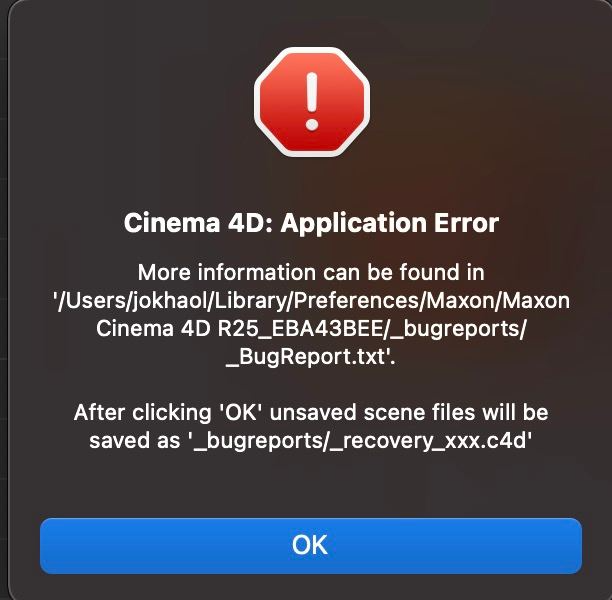 Cinema 4D: Application Error
More information can be found in
'/Users/jokhaol/Library/Preferences/Maxon/Maxon
Cinema 4D R25_EBA43BEE/_bugreports/
_BugReport.txt'.
After clicking 'OK' unsaved scene files will be
saved as '_bugreports/_recovery_xxx.c4d'
OK